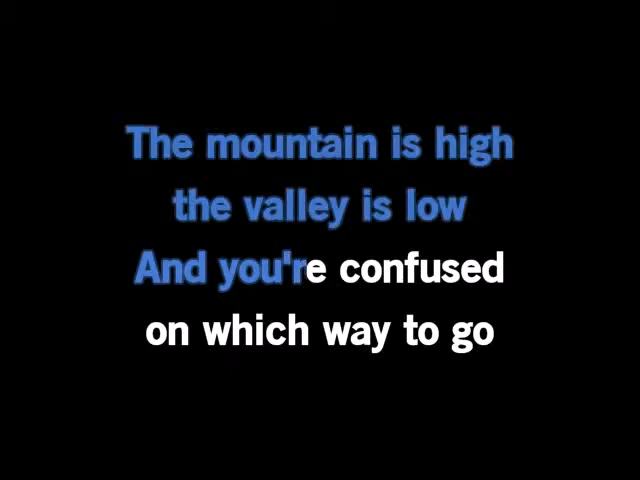 The mountain is high
the valley is low
And you're confused
on which way to go